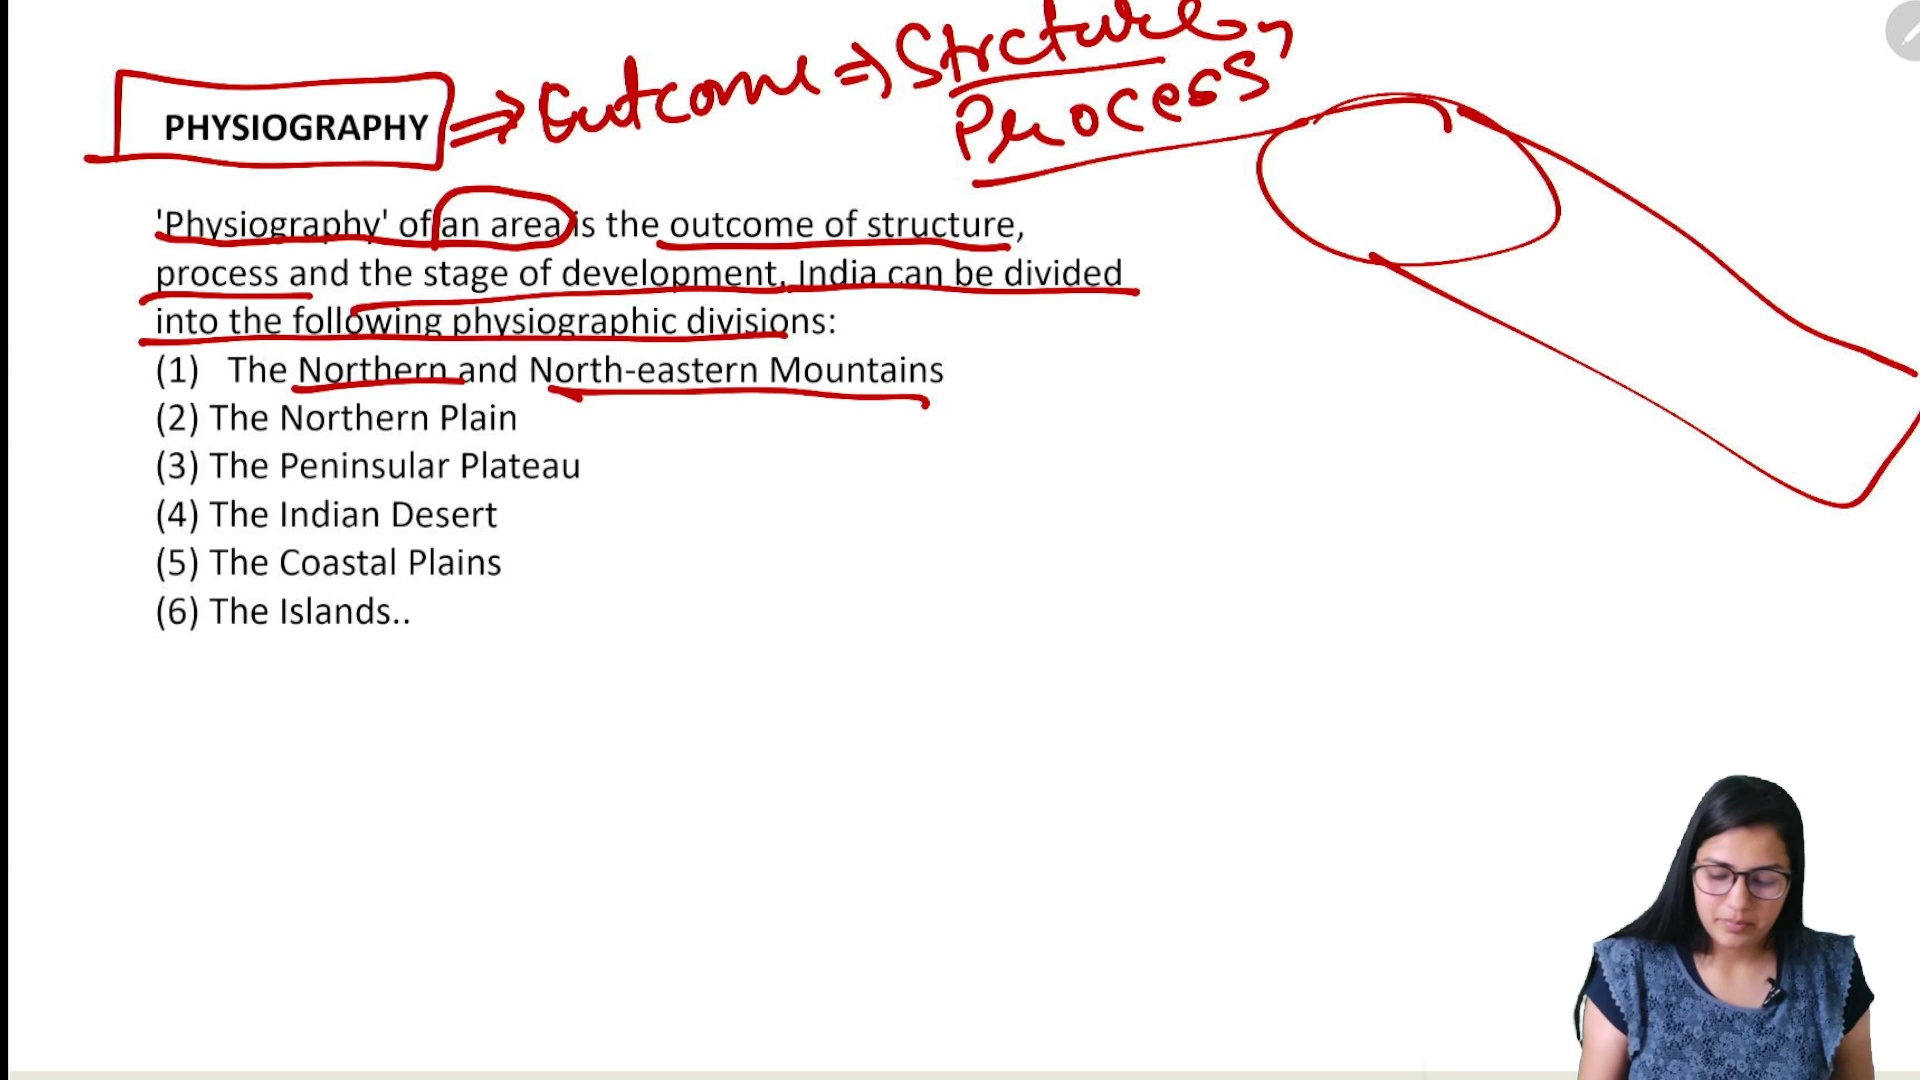 ⇒ Outcome ⇒ Strcture,
Process
PHYSIOGRAPHY
'Physiography' of an area is the outcome of structure,
process and the stage of development. India can be divided
into the following physiographic divisions:
(1) The Northern and North-eastern Mountains
(2) The Northern Plain
(3) The Peninsular Plateau
(4) The Indian Desert
(5) The Coastal Plains
(6) The Islands..